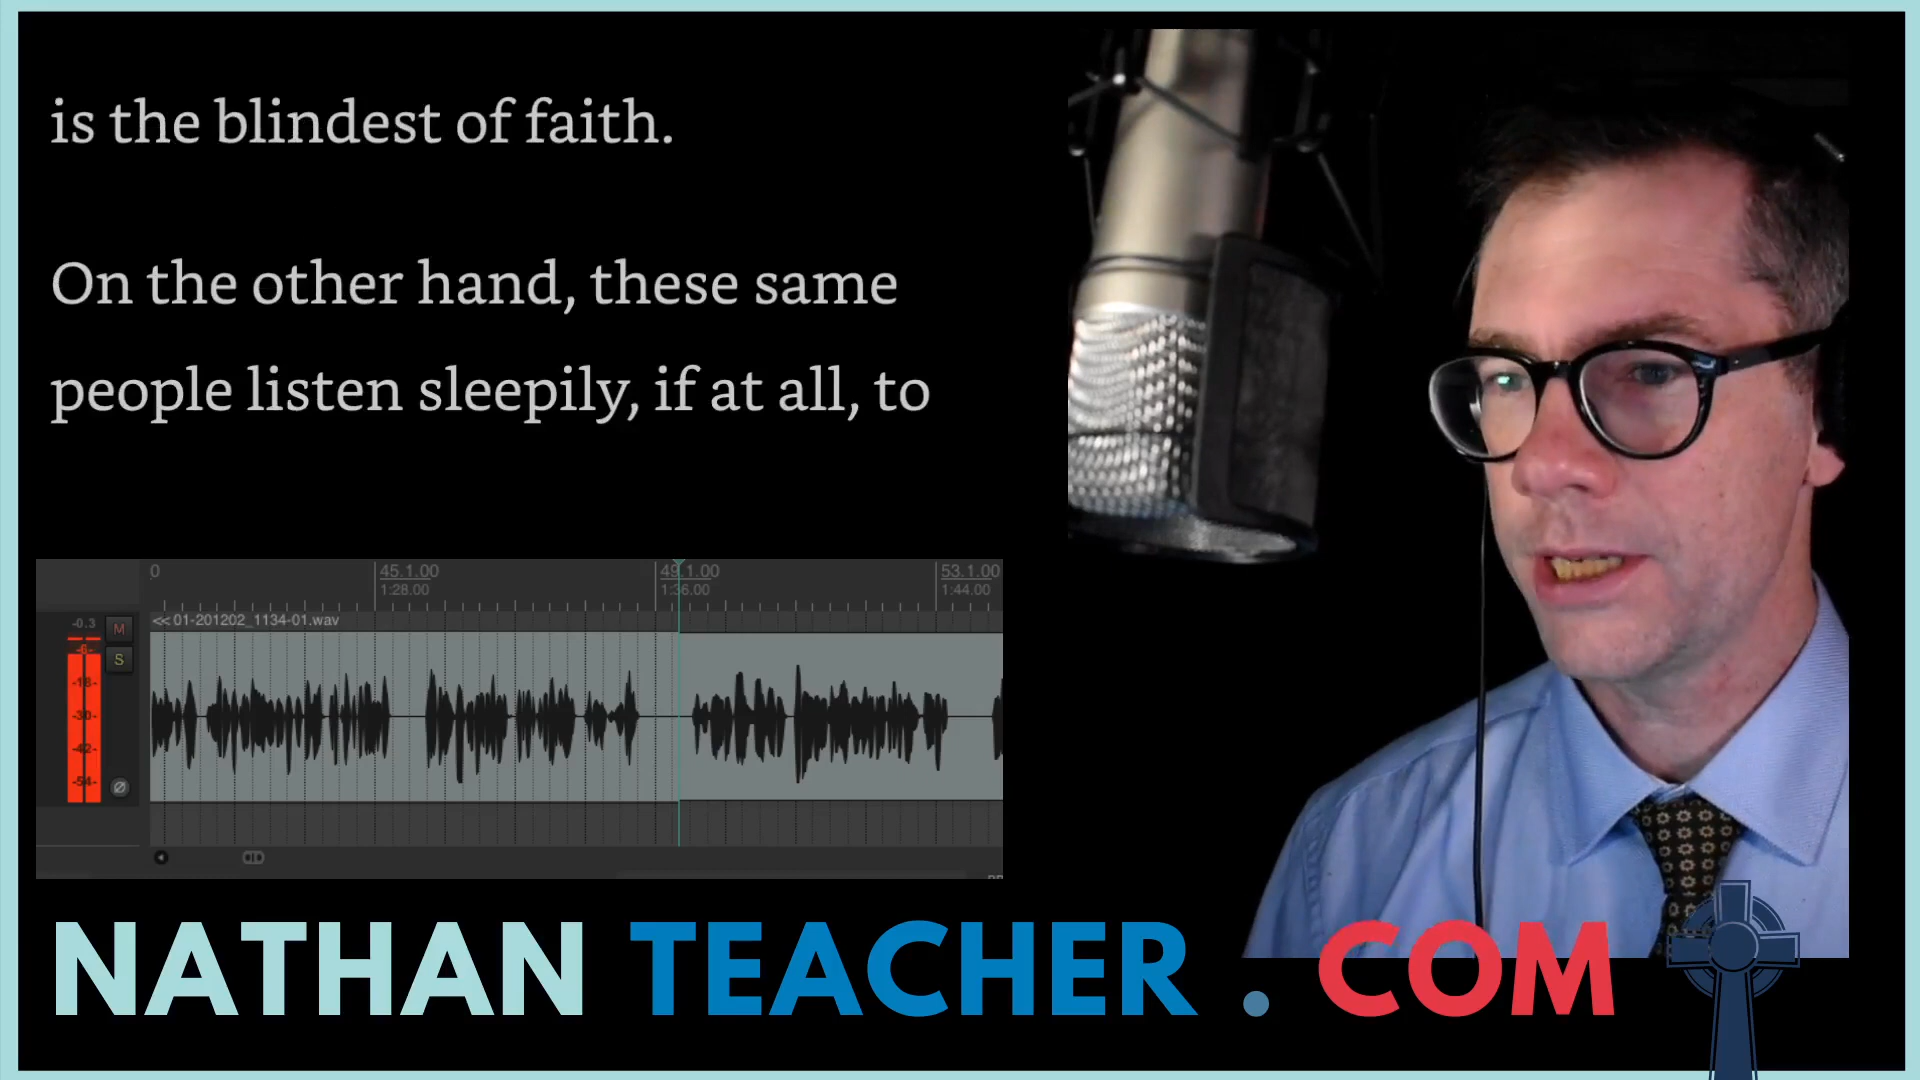 is the blindest of faith.
On the other hand, these same
people listen sleepily, if at all, to
0
45.1.00
49.1.00
53.1.00
1:28.00
1:36.00
1:44.00
<< 01-201202_1134-01.wav
-0.3
M
-6-
S
-18-
-30-
-42-
-54-
NATHAN TEACHER . COM